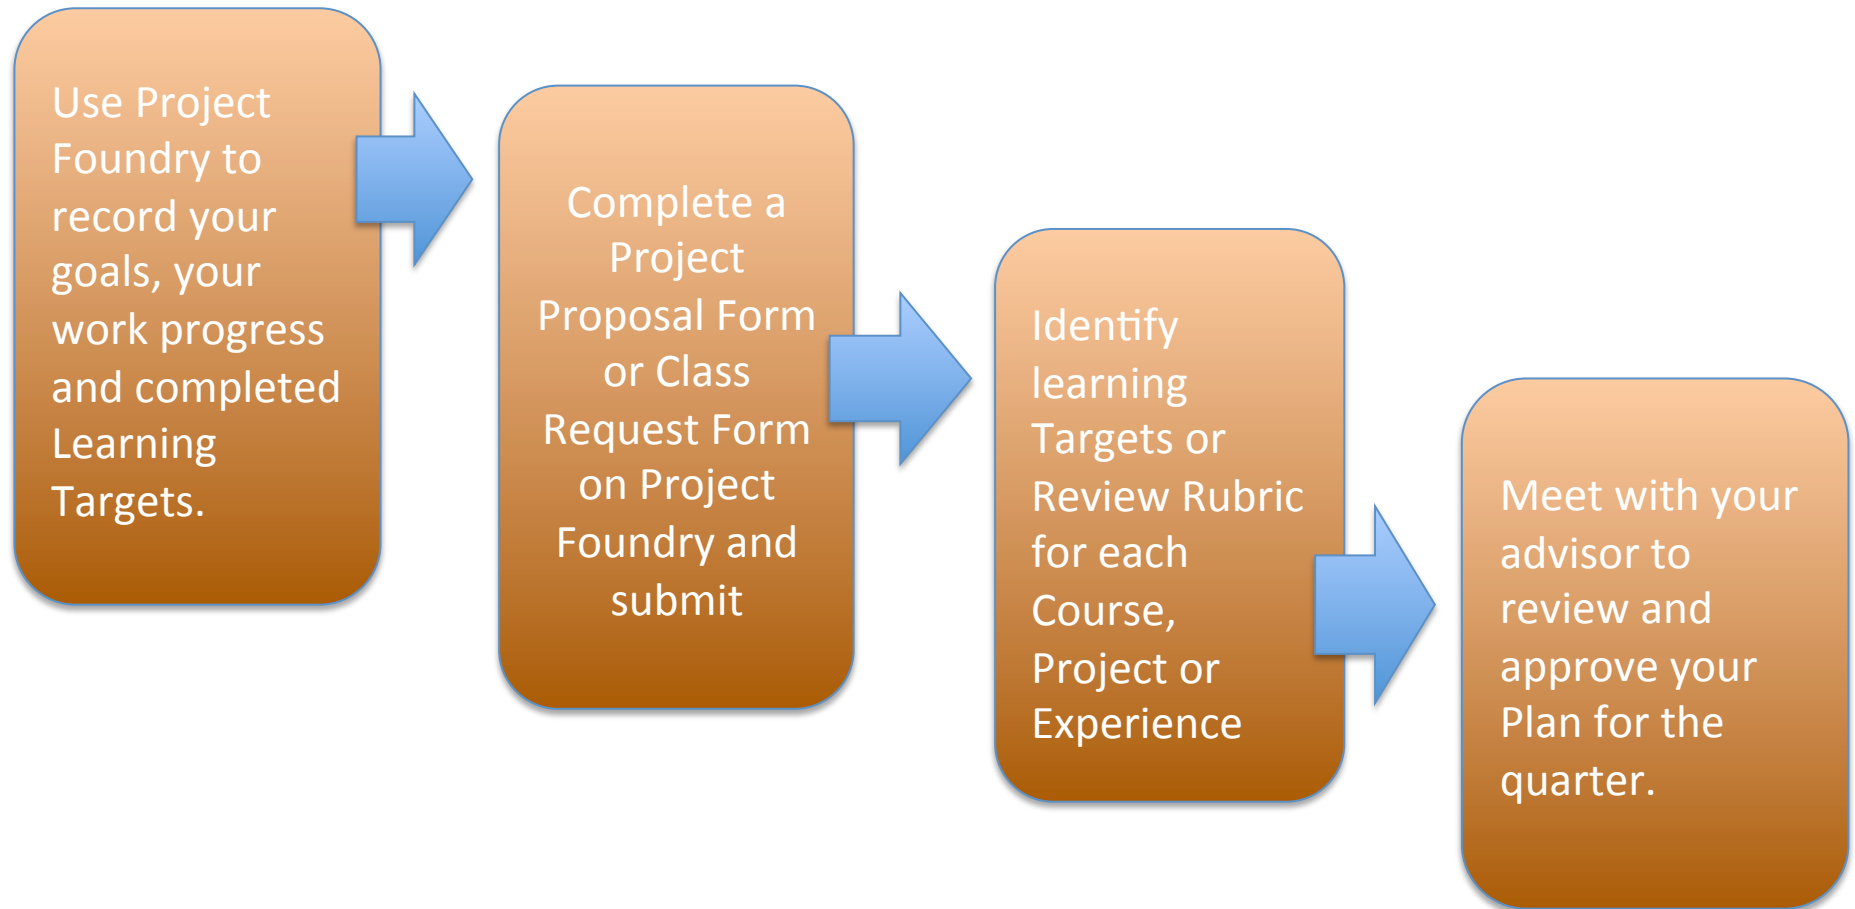 Use Project
Foundry to
record your
goals, your
work progress
and completed
Learning
Targets.
Complete a
Project
Proposal Form
or Class
Request Form
on Project
Foundry and
submit
Identify
learning
Targets or
Review Rubric
for each
Course,
Project or
Experience
Meet with your
advisor to
review and
approve your
Plan for the
quarter.